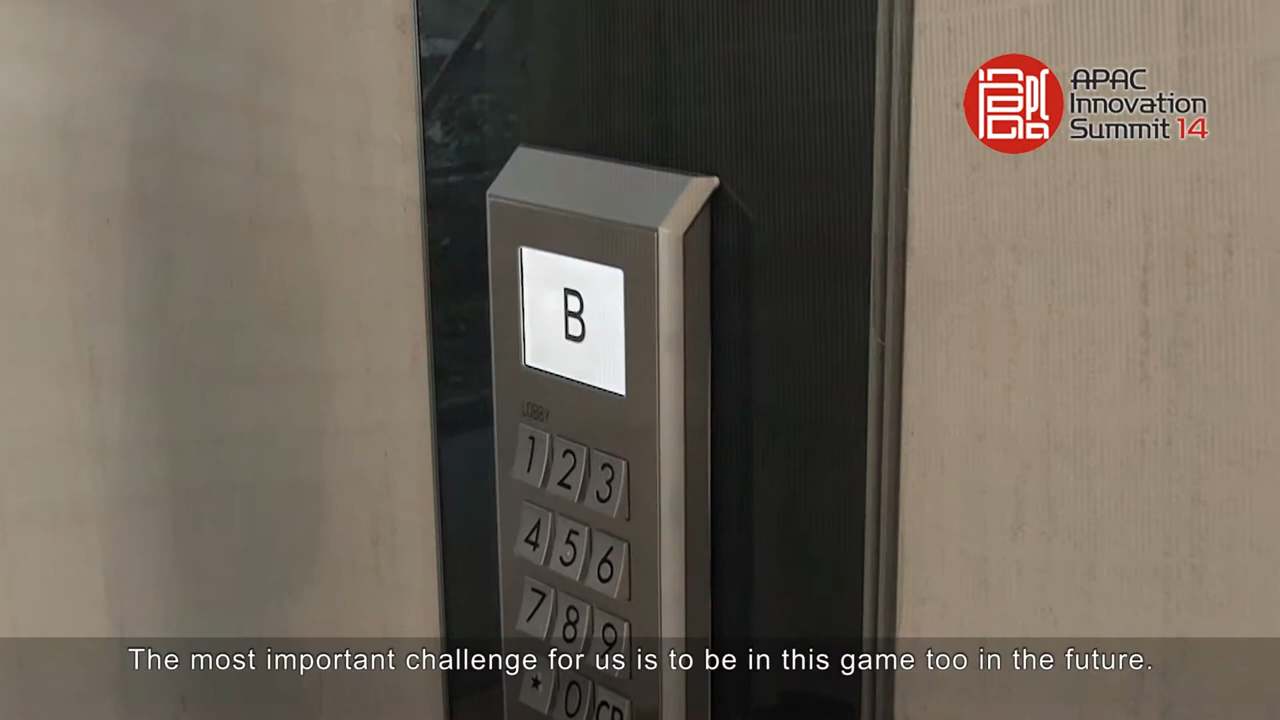 APAC
Innovation
Summit 14
B
LOBBY
1 2 3
4 5 6
7 8 9
* 0
The most important challenge for us is to be in this game too in the future.